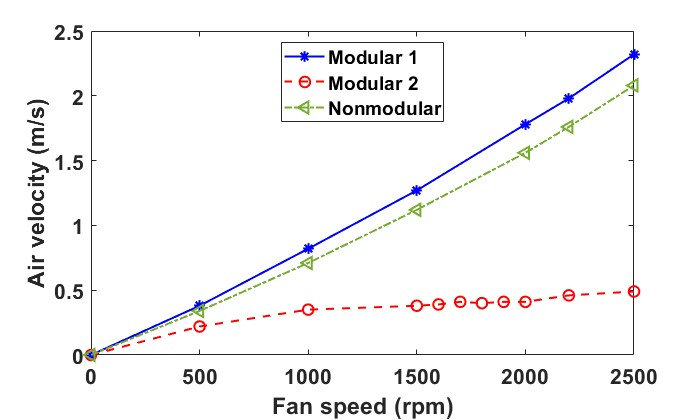 2.5
2
1.5
1
0.5
0
Air velocity (m/s)
Modular 1
Modular 2
Nonmodular
0 500 1000 1500 2000 2500
Fan speed (rpm)